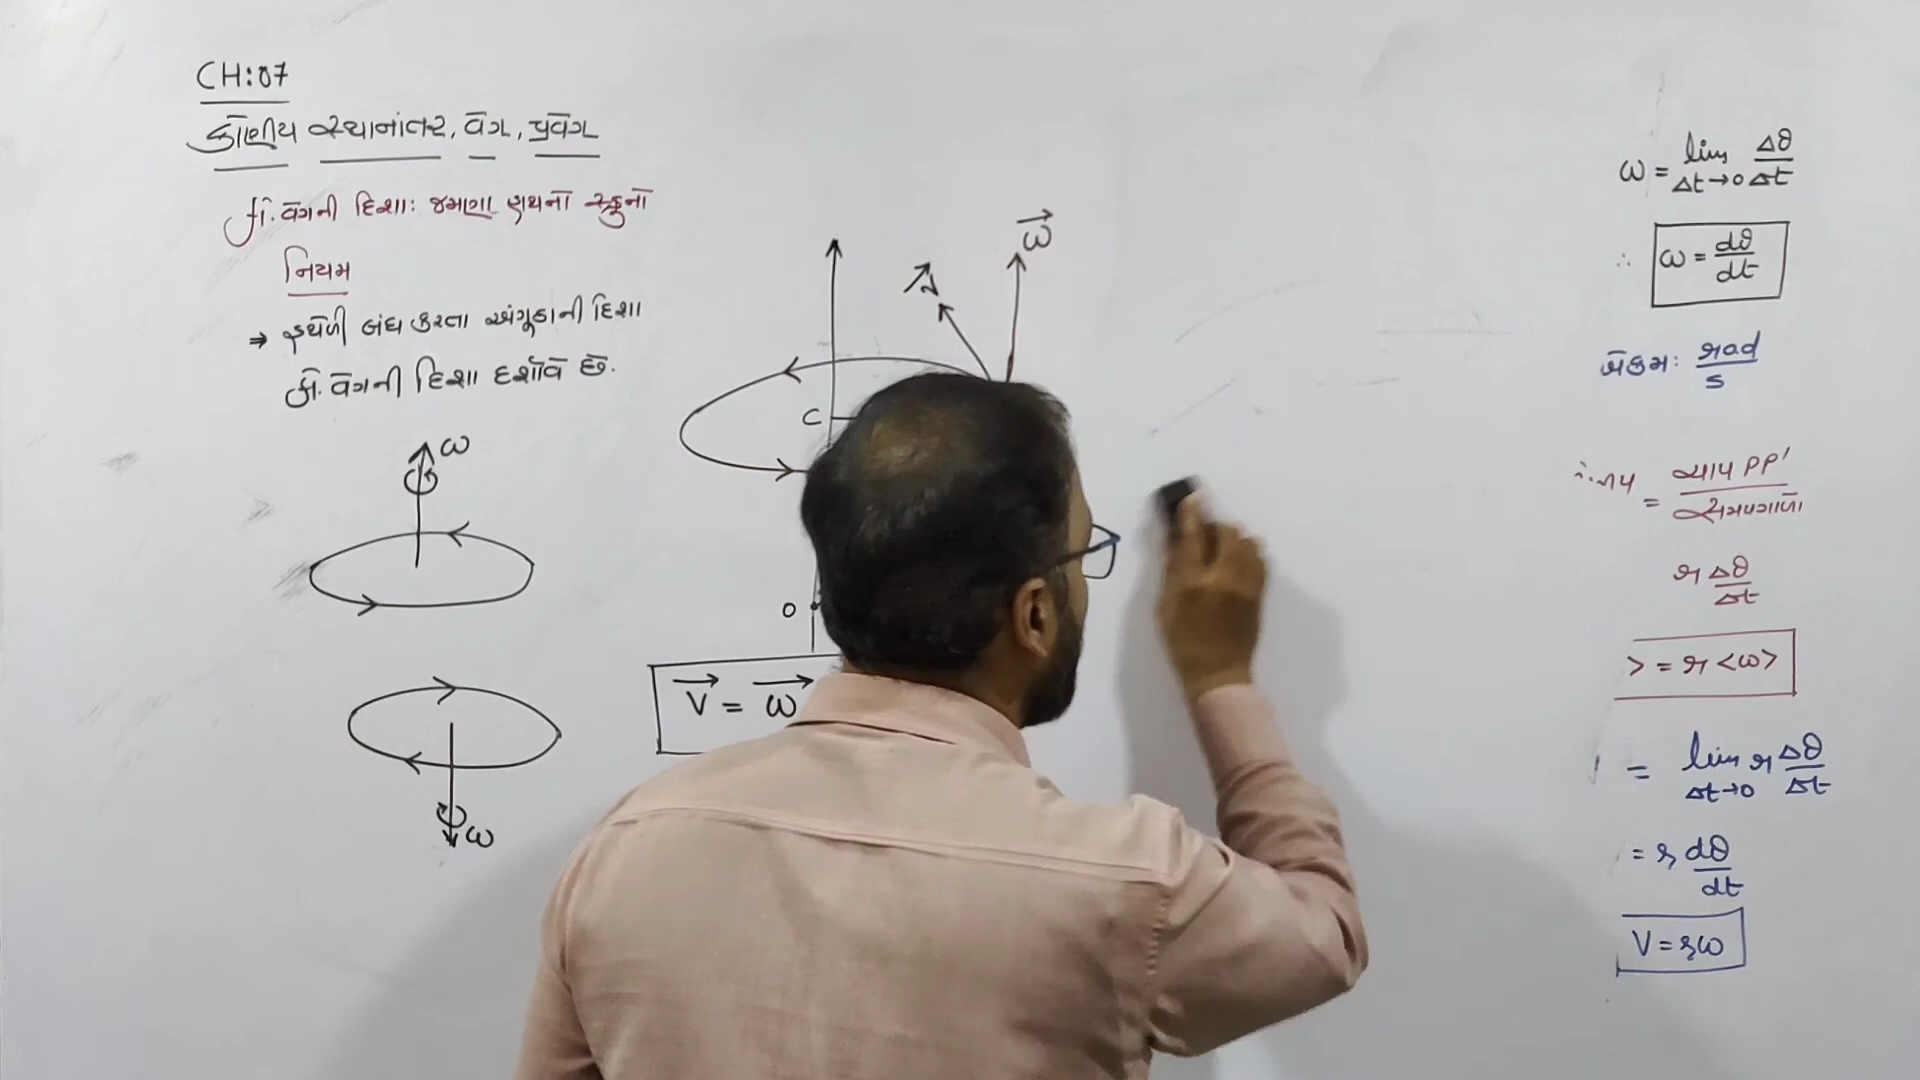 CH:07
કોણીય સ્થાનાંતર, વેગ, પ્રવેગ
કો. વેગની દિશા: જમણા હાથનો સ્ક્રુનો
નિયમ
⇒ હથેળી બંધ કરતા અંગૂઠાની દિશા
કો. વેગની દિશા દર્શાવે છે.
ω
ω
C
O
ω⃗
v⃗ = ω⃗
ω = lim Δt→0 Δθ/Δt
∴ ω = dθ/dt
એકમ: rad/s
= ચાપ PP'/સમયગાળો
r Δθ/Δt
> = r <ω>
= lim Δt→0 r Δθ/Δt
= r dθ/dt
V = rω